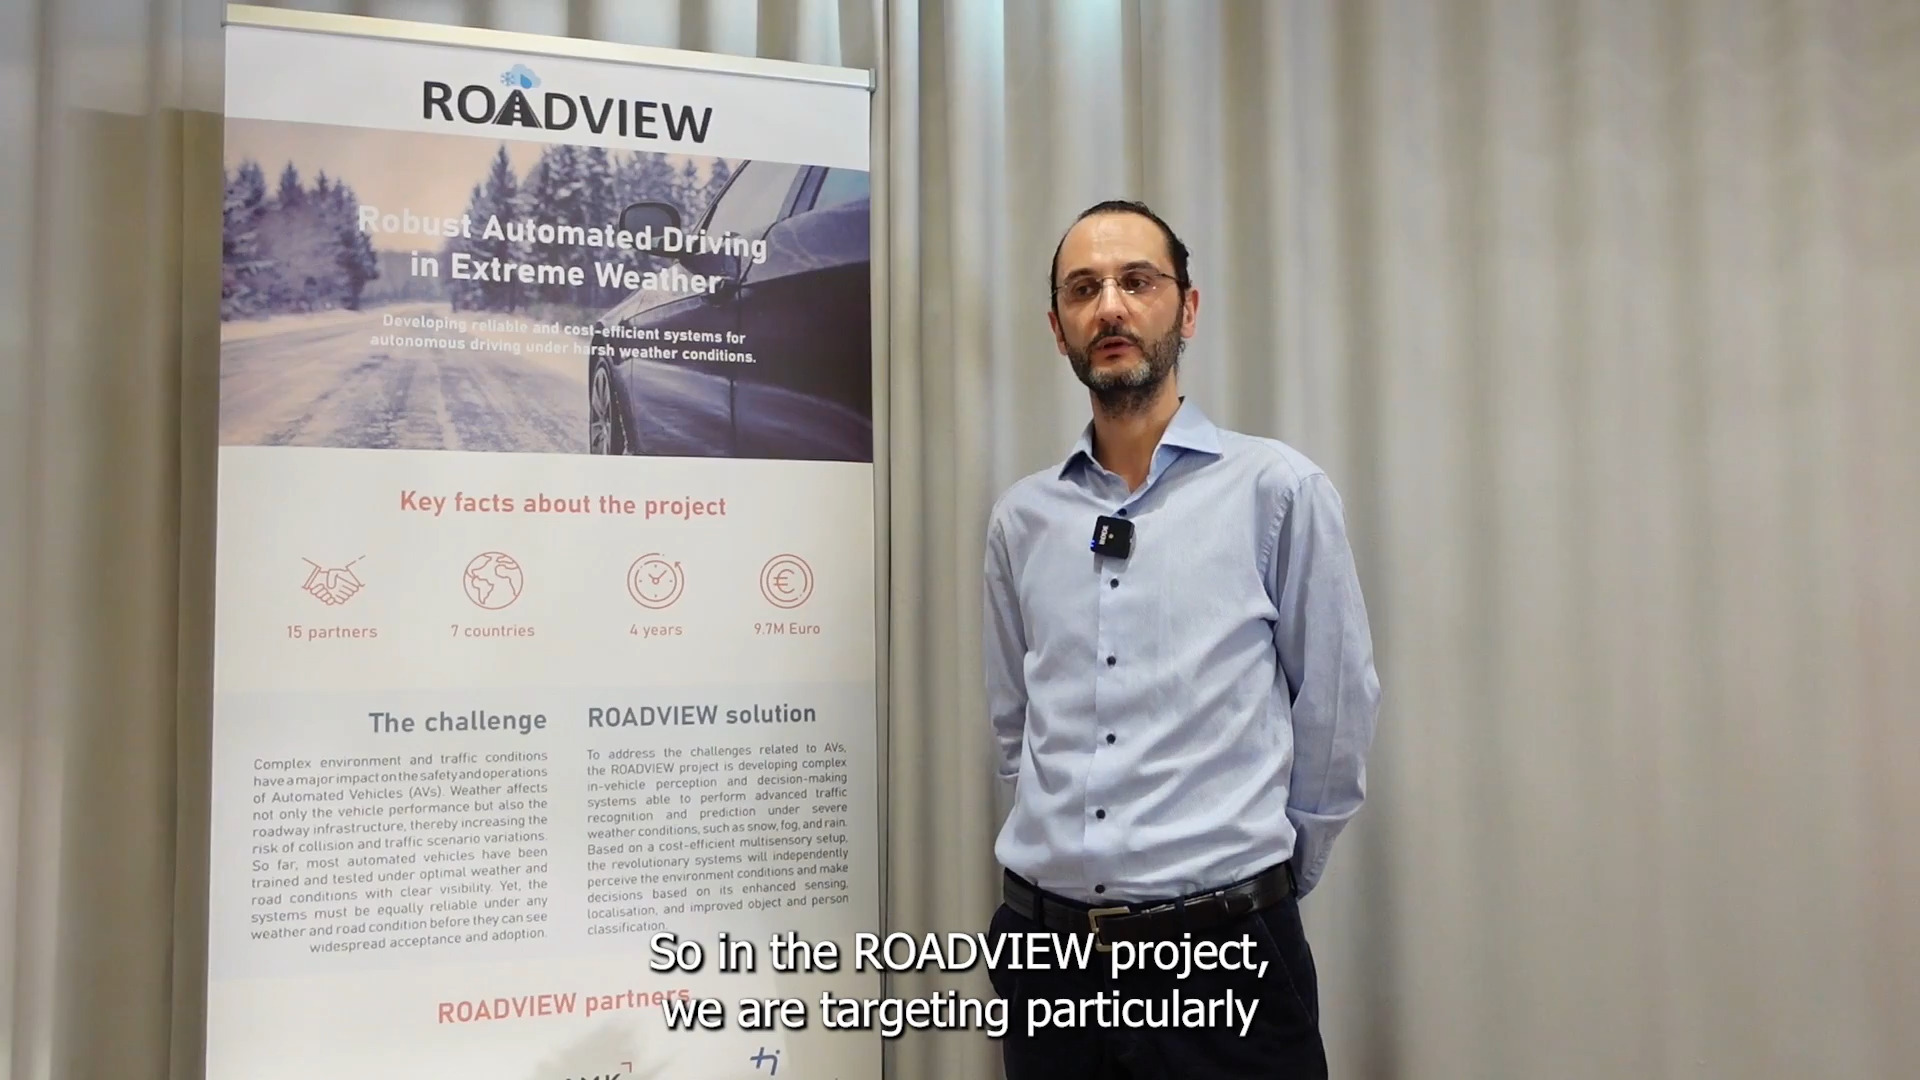 ROADVIEW
Robust Automated Driving
in Extreme Weather
Developing reliable and cost-efficient systems for
autonomous driving under harsh weather conditions.
Key facts about the project
15 partners
7 countries
4 years
9.7M Euro
The challenge
Complex environment and traffic conditions
have a major impact on the safety and operations
of Automated Vehicles (AVs). Weather affects
not only the vehicle performance but also the
roadway infrastructure, thereby increasing the
risk of collision and traffic scenario variations.
So far, most automated vehicles have been
trained and tested under optimal weather and
road conditions with clear visibility. Yet, the
systems must be equally reliable under any
weather and road condition before they can see
widespread acceptance and adoption.
ROADVIEW solution
To address the challenges related to AVs,
the ROADVIEW project is developing complex
in-vehicle perception and decision-making
systems able to perform advanced traffic
recognition and prediction under severe
weather conditions, such as snow, fog, and rain.
Based on a cost-efficient multisensory setup,
the revolutionary systems will independently
perceive the environment conditions and make
decisions based on its enhanced sensing,
localisation, and improved object and person
classification.
ROADVIEW partners
So in the ROADVIEW project,
we are targeting particularly